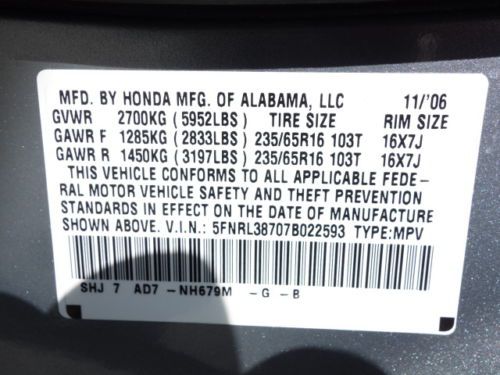 MFD. BY HONDA MFG. OF ALABAMA, LLC 11/'06
GVWR 2700KG (5952LBS) TIRE SIZE RIM SIZE
GAWR F 1285KG (2833LBS) 235/65R16 103T 16X7J
GAWR R 1450KG (3197LBS) 235/65R16 103T 16X7J
THIS VEHICLE CONFORMS TO ALL APPLICABLE FEDE-
RAL MOTOR VEHICLE SAFETY AND THEFT PREVENTION
STANDARDS IN EFFECT ON THE DATE OF MANUFACTURE
SHOWN ABOVE. V.I.N.: 5FNRL38707B022593 TYPE:MPV
SHJ 7 AD7-NH679M -G-B